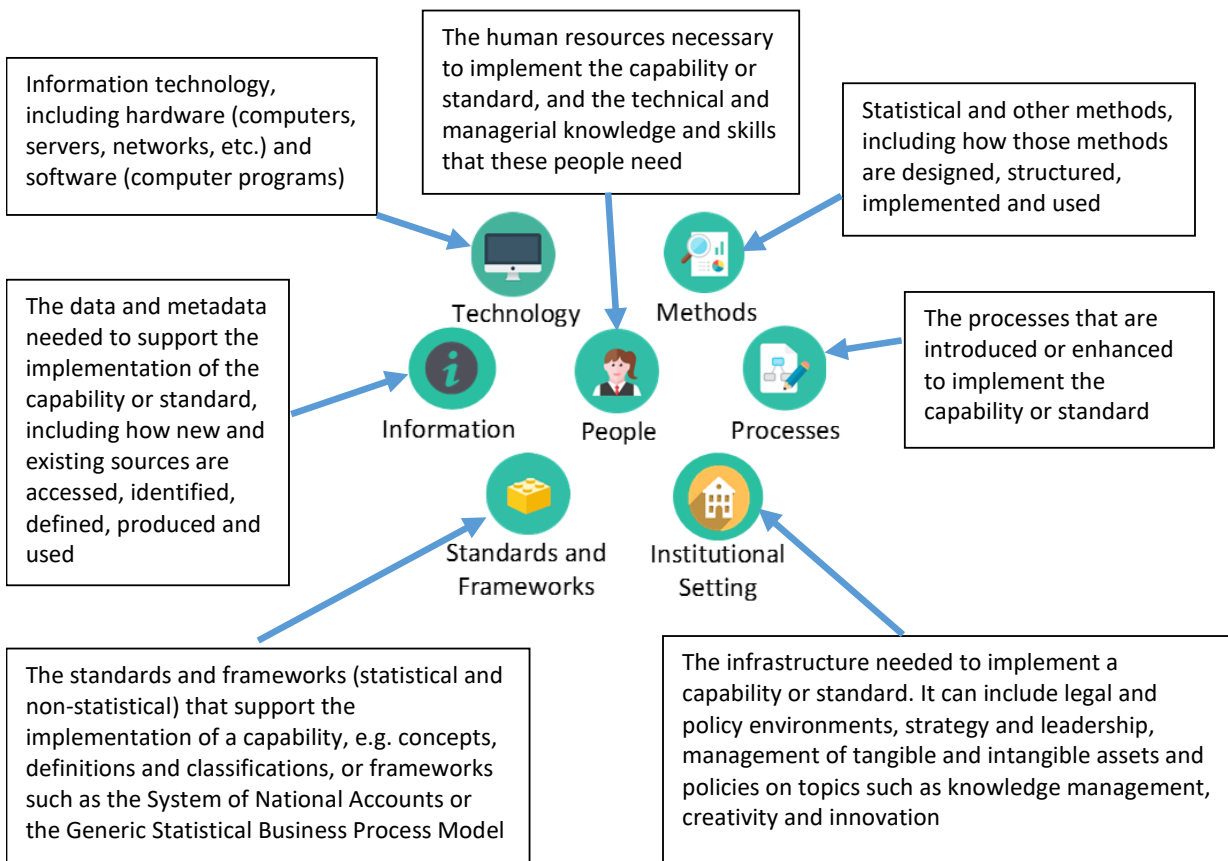 The human resources necessary
to implement the capability or
standard, and the technical and
managerial knowledge and skills
that these people need
Information technology,
including hardware (computers,
servers, networks, etc.) and
software (computer programs)
Statistical and other methods,
including how those methods
are designed, structured,
implemented and used
Technology
Methods
The data and metadata
needed to support the
implementation of the
capability or standard,
including how new and
existing sources are
accessed, identified,
defined, produced and
used
The processes that are
introduced or enhanced
to implement the
capability or standard
Information
People
Processes
Standards and
Frameworks
Institutional
Setting
The standards and frameworks (statistical and
non-statistical) that support the
implementation of a capability, e.g. concepts,
definitions and classifications, or frameworks
such as the System of National Accounts or
the Generic Statistical Business Process Model
The infrastructure needed to implement a
capability or standard. It can include legal and
policy environments, strategy and leadership,
management of tangible and intangible assets and
policies on topics such as knowledge management,
creativity and innovation